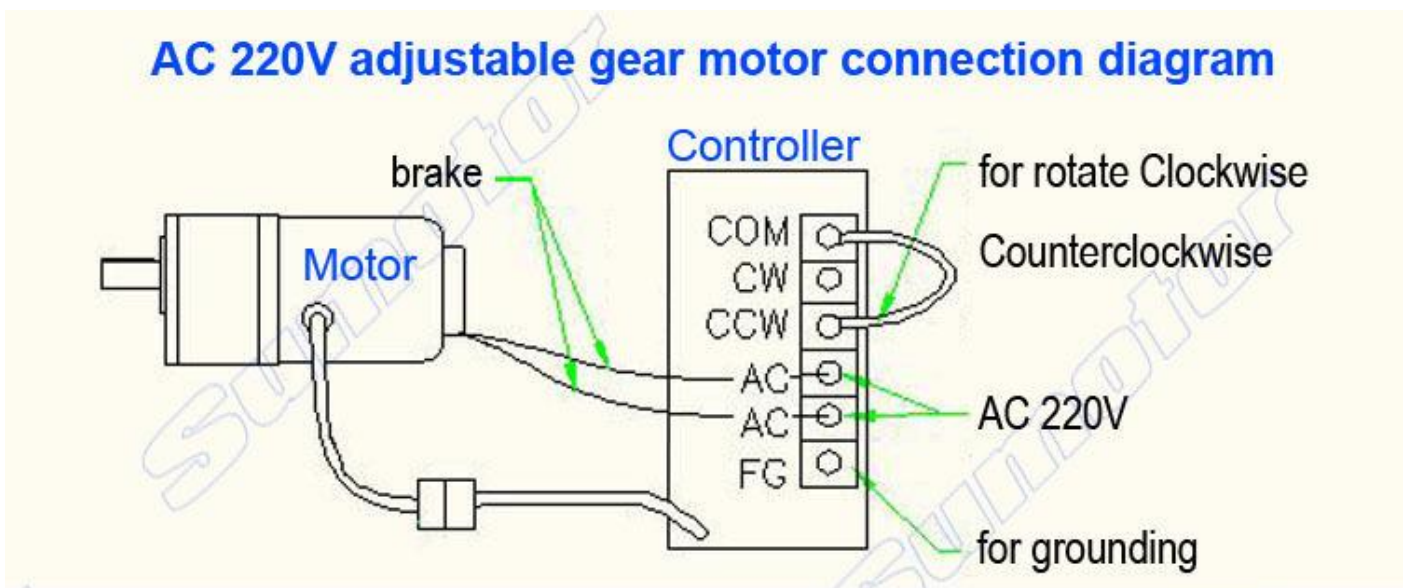 AC 220V adjustable gear motor connection diagram
Controller
brake
for rotate Clockwise
COM
Motor
Counterclockwise
CW
CCW
AC
AC 220V
AC
FG
for grounding
Sunmotor
Sunmotor